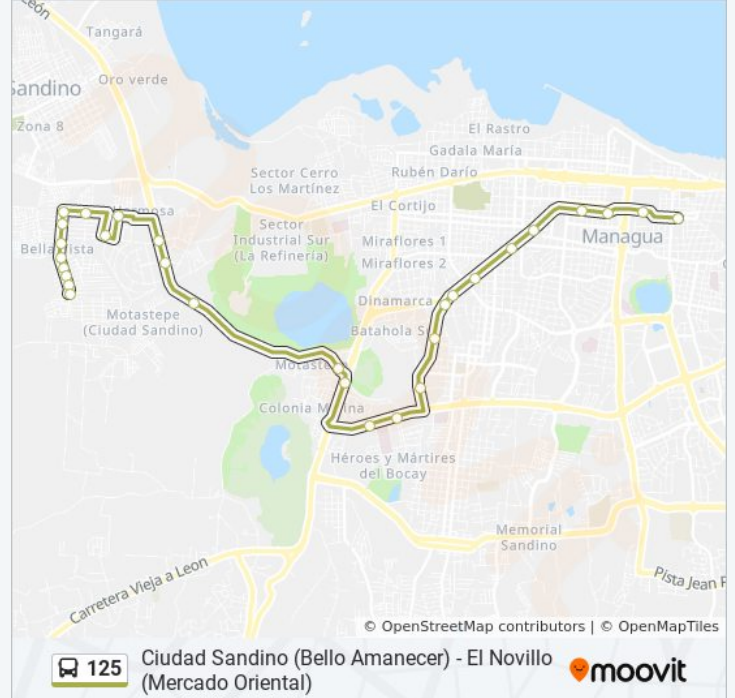 León
Tangará
Oro verde
Sandino
Zona 8
El Rastro
Gadala María
Sector Cerro
Los Martínez
Rubén Darío
El Cortijo
Hermosa
Sector
Industrial Sur
(La Refinería)
Miraflores 1
Managua
Bella Vista
Miraflores 2
Dinamarca
Motastepe
(Ciudad Sandino)
Batahola S
Motaste
Colonia M ina
Héroes y Mártires
del Bocay
Memorial
Sandino
Carretera Vieja a Leon
Pista Jean P
© OpenStreetMap contributors | © OpenMapTiles
125
Ciudad Sandino (Bello Amanecer) - El Novillo
(Mercado Oriental)
moovit